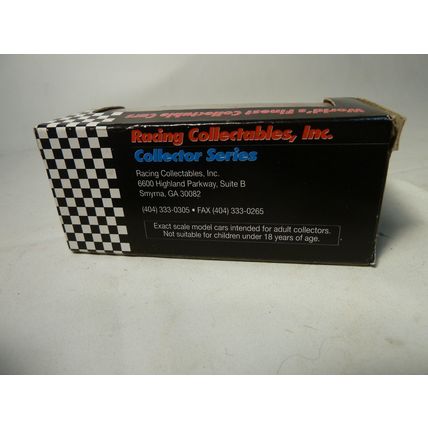 World's Finest Collectable Cars
Racing Collectables, Inc.
Collector Series
Racing Collectables, Inc.
6600 Highland Parkway, Suite B
Smyrna, GA 30082
(404) 333-0305 • FAX (404) 333-0265
Exact scale model cars intended for adult collectors.
Not suitable for children under 18 years of age.